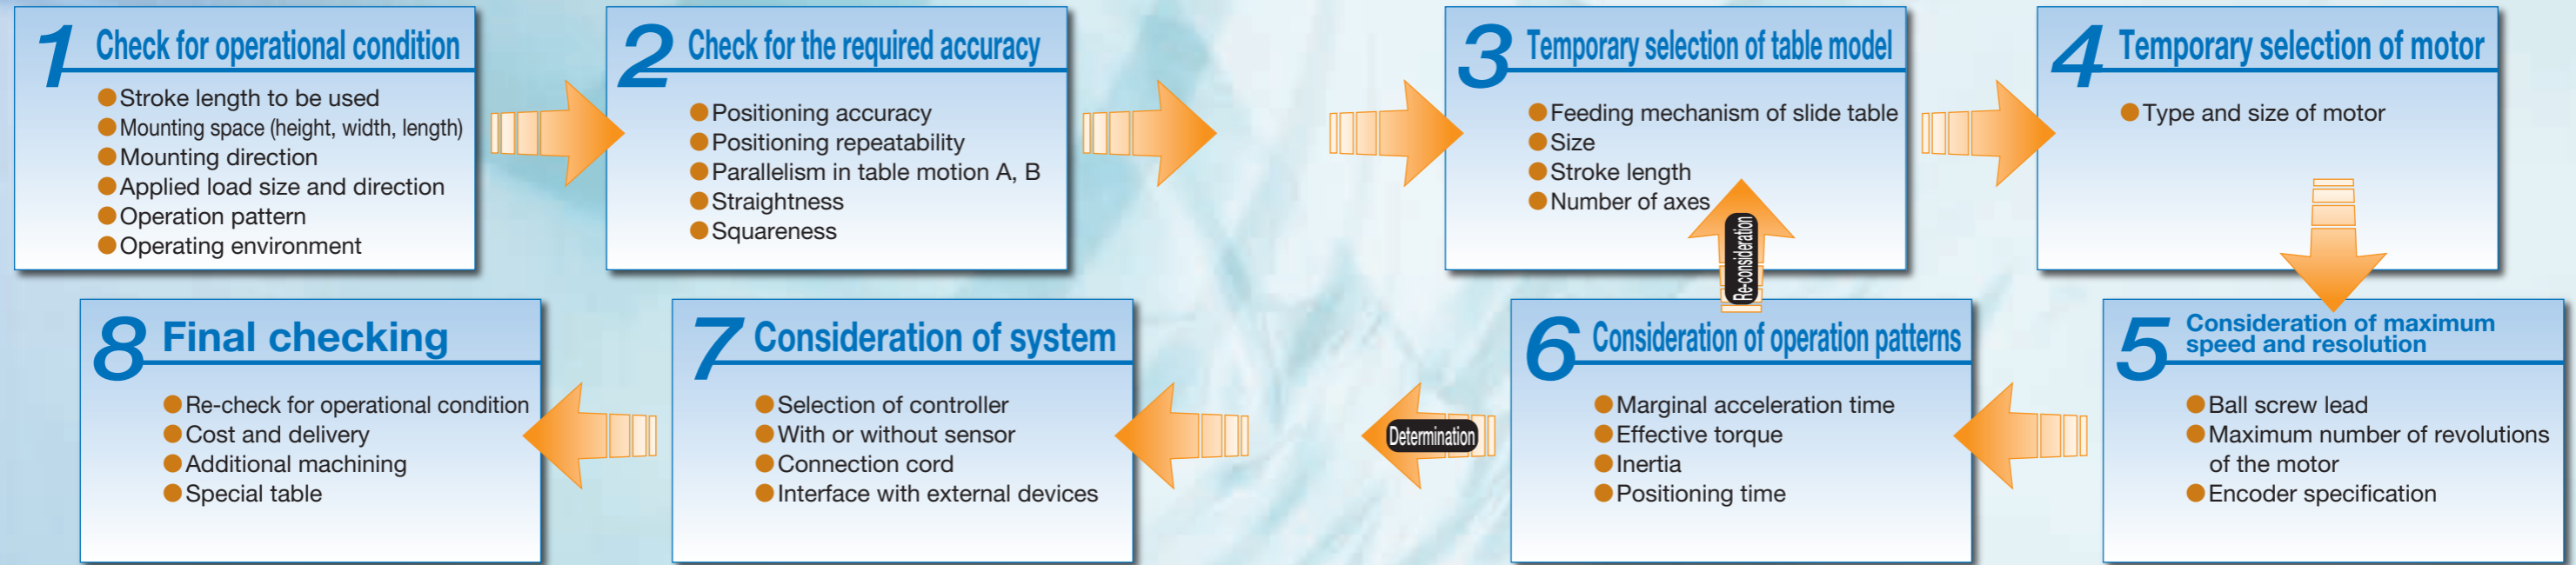 1 Check for operational condition
●Stroke length to be used
●Mounting space (height, width, length)
●Mounting direction
●Applied load size and direction
●Operation pattern
●Operating environment
2 Check for the required accuracy
●Positioning accuracy
●Positioning repeatability
●Parallelism in table motion A, B
●Straightness
●Squareness
3 Temporary selection of table model
●Feeding mechanism of slide table
●Size
●Stroke length
●Number of axes
4 Temporary selection of motor
●Type and size of motor
5 Consideration of maximum
speed and resolution
●Ball screw lead
●Maximum number of revolutions
of the motor
●Encoder specification
6 Consideration of operation patterns
●Marginal acceleration time
●Effective torque
●Inertia
●Positioning time
Re-consideration
Determination
7 Consideration of system
●Selection of controller
●With or without sensor
●Connection cord
●Interface with external devices
8 Final checking
●Re-check for operational condition
●Cost and delivery
●Additional machining
●Special table